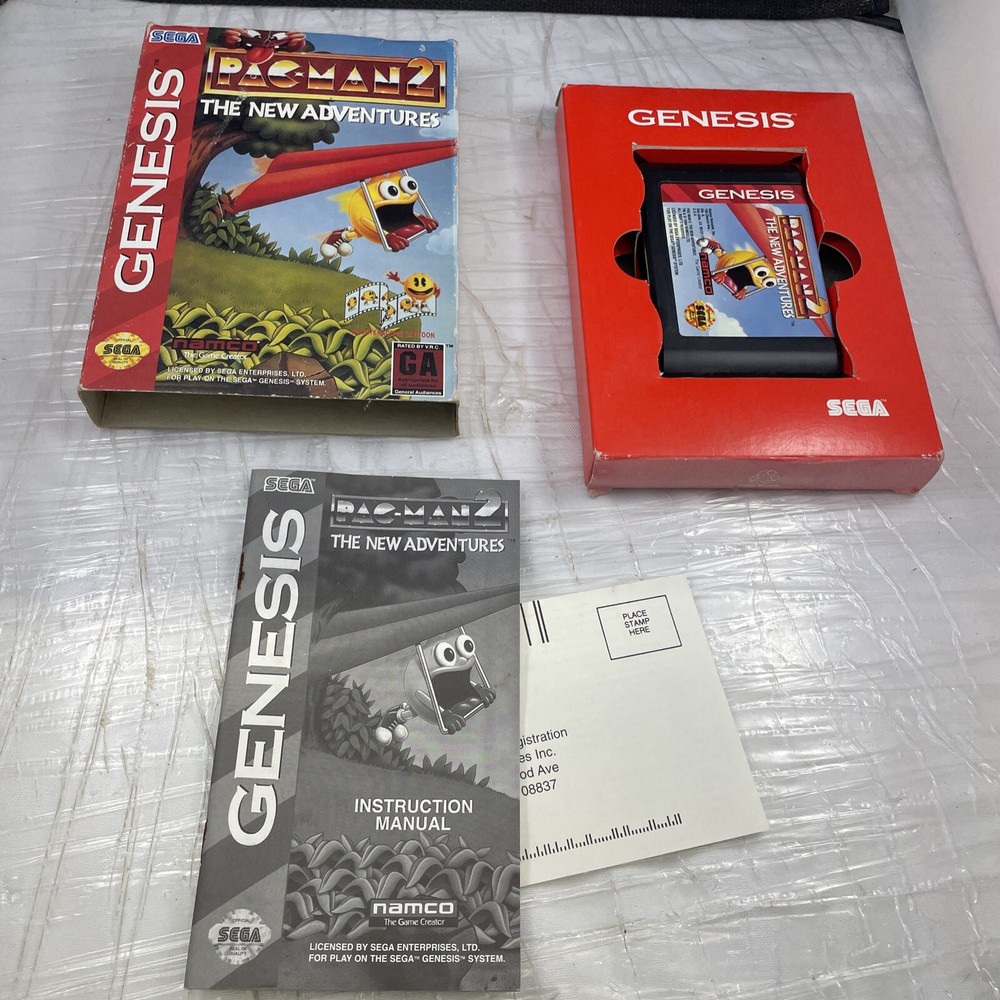 SEGA
GENESIS
PAC-MAN 2
THE NEW ADVENTURES
namco
The Game Creator
LICENSED BY SEGA ENTERPRISES, LTD.
FOR PLAY ON THE SEGA™ GENESIS™ SYSTEM.
SEGA
RATED BY V.R.C.
GA
General Audiences
GENESIS
GENESIS
PAC-MAN 2
THE NEW ADVENTURES
namco
SEGA
SEGA
SEGA
GENESIS
PAC-MAN 2
THE NEW ADVENTURES
INSTRUCTION
MANUAL
namco
The Game Creator
SEGA
LICENSED BY SEGA ENTERPRISES, LTD.
FOR PLAY ON THE SEGA™ GENESIS™ SYSTEM.
PLACE
STAMP
HERE
gistration
es Inc.
od Ave
08837